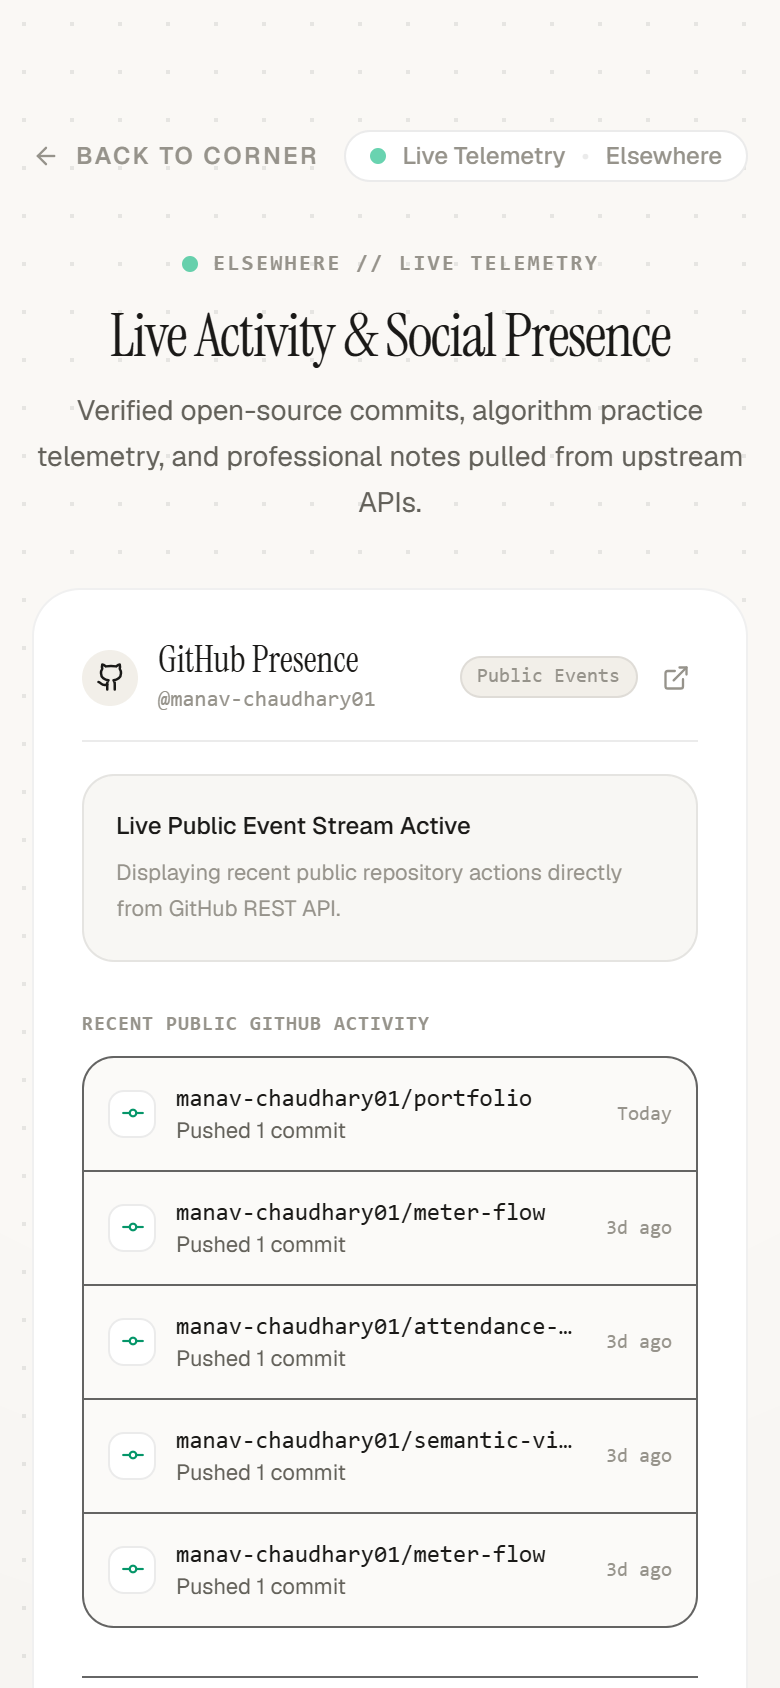 BACK TO CORNER
Live Telemetry
Elsewhere
ELSEWHERE // LIVE TELEMETRY
Live Activity & Social Presence
Verified open-source commits, algorithm practice
telemetry, and professional notes pulled from upstream
APIs.
GitHub Presence
@manav-chaudhary01
Public Events
Live Public Event Stream Active
Displaying recent public repository actions directly
from GitHub REST API.
RECENT PUBLIC GITHUB ACTIVITY
manav-chaudhary01/portfolio
Pushed 1 commit
Today
manav-chaudhary01/meter-flow
Pushed 1 commit
3d ago
manav-chaudhary01/attendance-…
Pushed 1 commit
3d ago
manav-chaudhary01/semantic-vi…
Pushed 1 commit
3d ago
manav-chaudhary01/meter-flow
Pushed 1 commit
3d ago